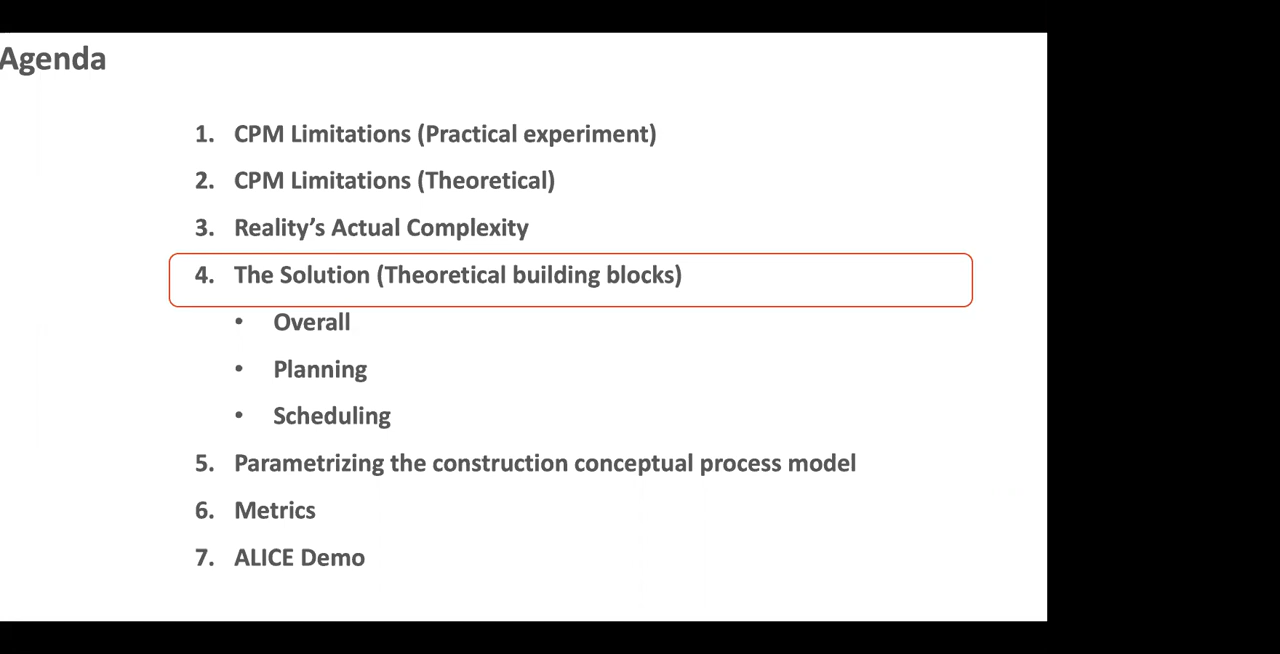 Agenda
1. CPM Limitations (Practical experiment)
2. CPM Limitations (Theoretical)
3. Reality’s Actual Complexity
4. The Solution (Theoretical building blocks)
• Overall
• Planning
• Scheduling
5. Parametrizing the construction conceptual process model
6. Metrics
7. ALICE Demo